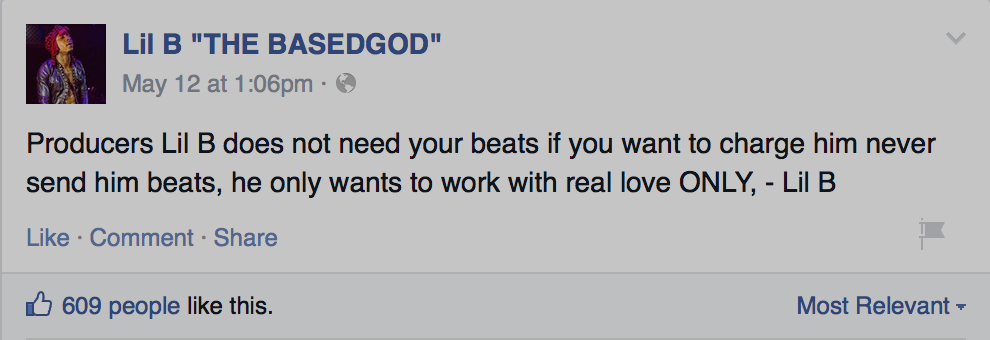 Lil B "THE BASEDGOD"
May 12 at 1:06pm ·
Producers Lil B does not need your beats if you want to charge him never
send him beats, he only wants to work with real love ONLY, - Lil B
Like · Comment · Share
609 people like this.
Most Relevant